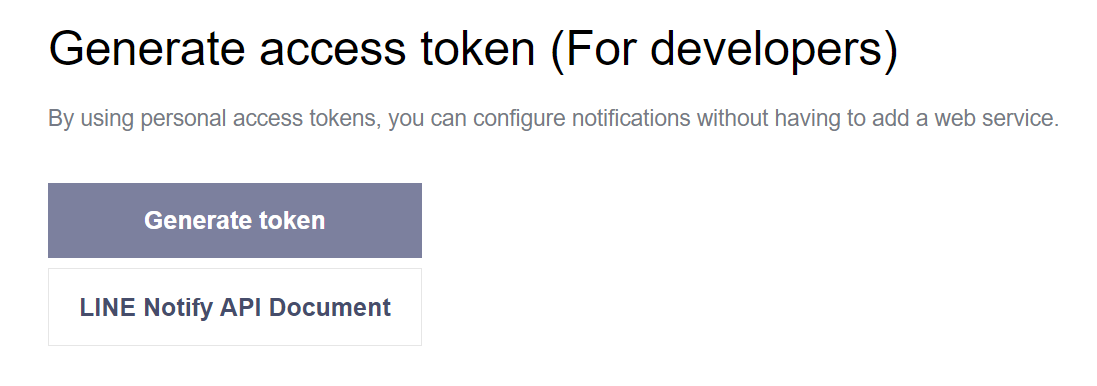 Generate access token (For developers)
By using personal access tokens, you can configure notifications without having to add a web service.
Generate token
LINE Notify API Document